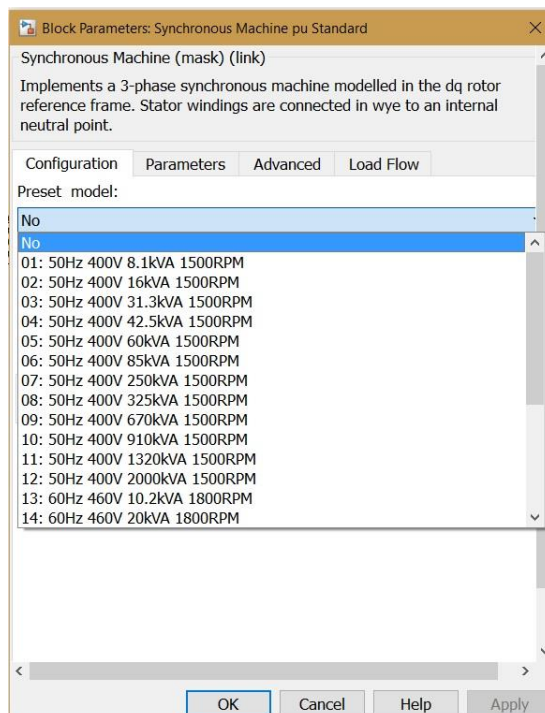 Block Parameters: Synchronous Machine pu Standard
Synchronous Machine (mask) (link)
Implements a 3-phase synchronous machine modelled in the dq rotor
reference frame. Stator windings are connected in wye to an internal
neutral point.
Configuration Parameters Advanced Load Flow
Preset model:
No
No
01: 50Hz 400V 8.1kVA 1500RPM
02: 50Hz 400V 16kVA 1500RPM
03: 50Hz 400V 31.3kVA 1500RPM
04: 50Hz 400V 42.5kVA 1500RPM
05: 50Hz 400V 60kVA 1500RPM
06: 50Hz 400V 85kVA 1500RPM
07: 50Hz 400V 250kVA 1500RPM
08: 50Hz 400V 325kVA 1500RPM
09: 50Hz 400V 670kVA 1500RPM
10: 50Hz 400V 910kVA 1500RPM
11: 50Hz 400V 1320kVA 1500RPM
12: 50Hz 400V 2000kVA 1500RPM
13: 60Hz 460V 10.2kVA 1800RPM
14: 60Hz 460V 20kVA 1800RPM
OK Cancel Help Apply